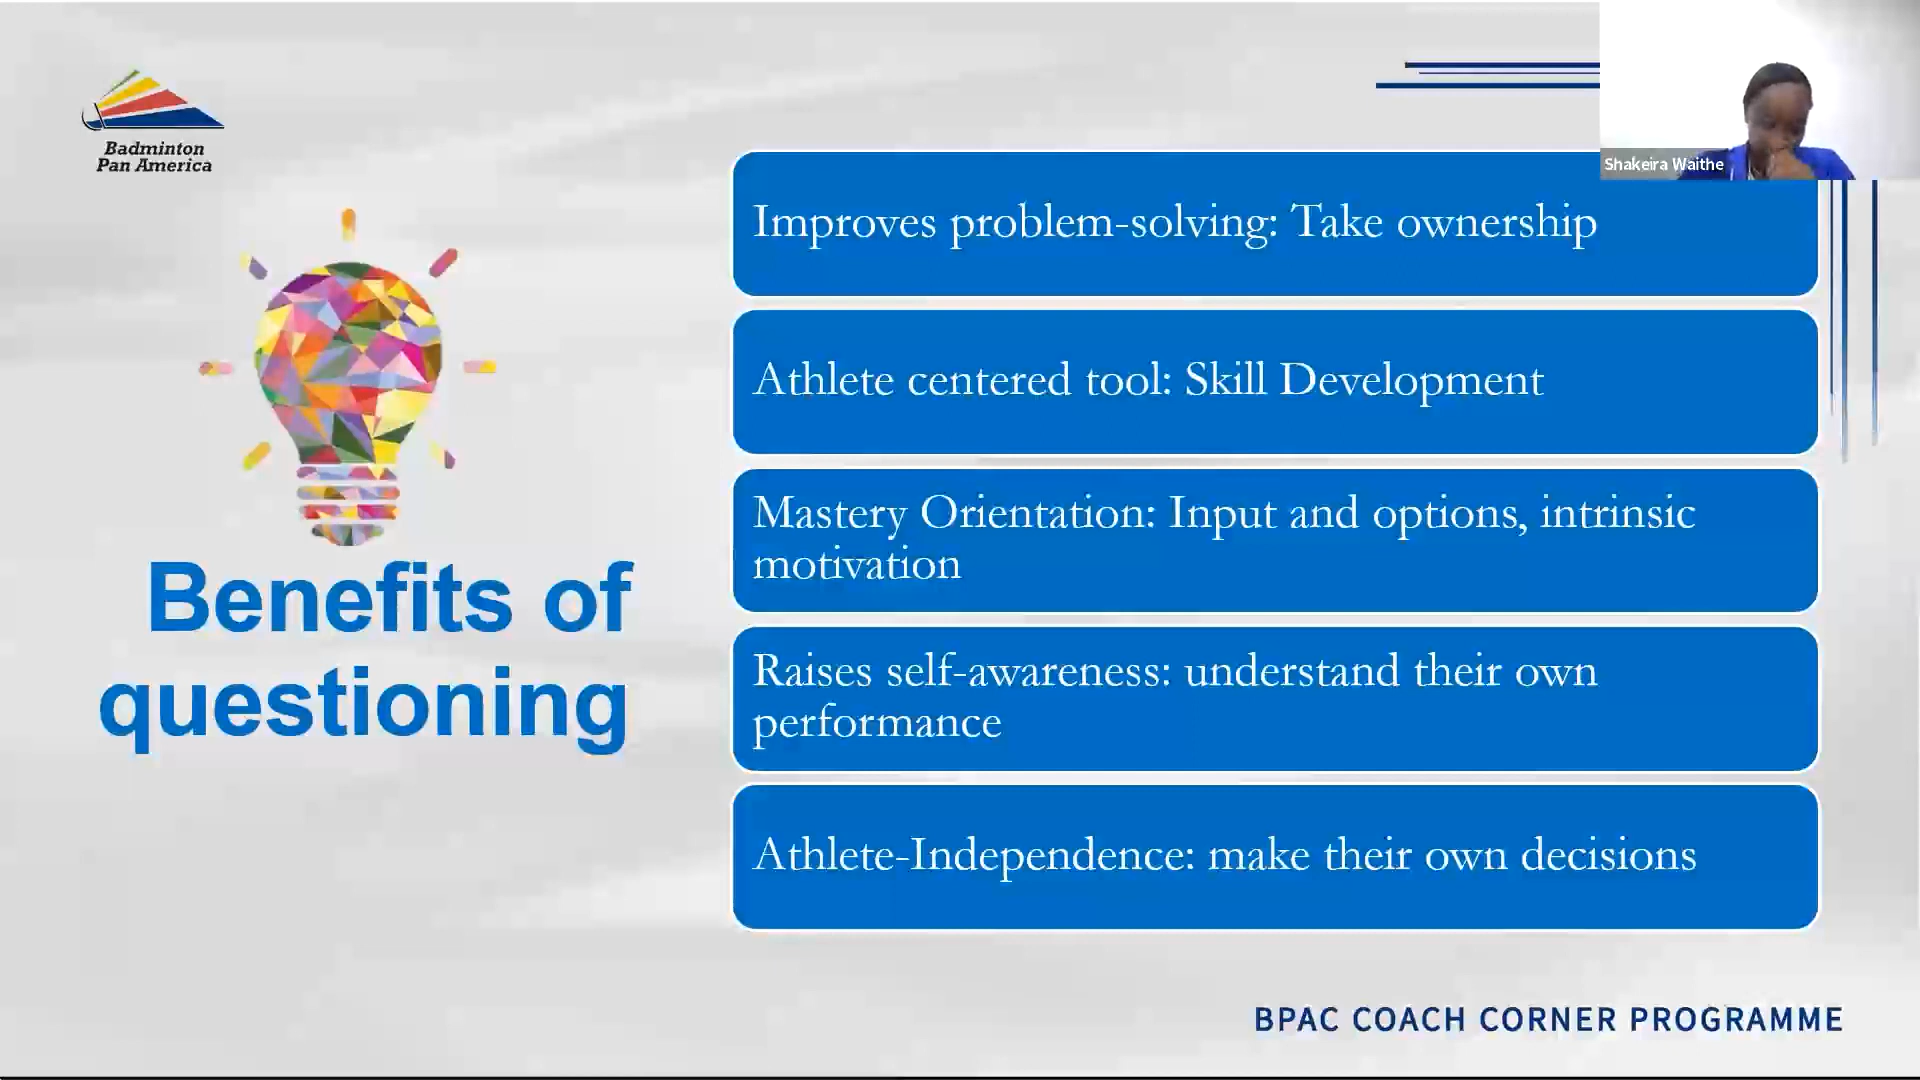 Badminton
Pan America
Shakeira Waithe
Benefits of
questioning
Improves problem-solving: Take ownership
Athlete centered tool: Skill Development
Mastery Orientation: Input and options, intrinsic
motivation
Raises self-awareness: understand their own
performance
Athlete-Independence: make their own decisions
BPAC COACH CORNER PROGRAMME